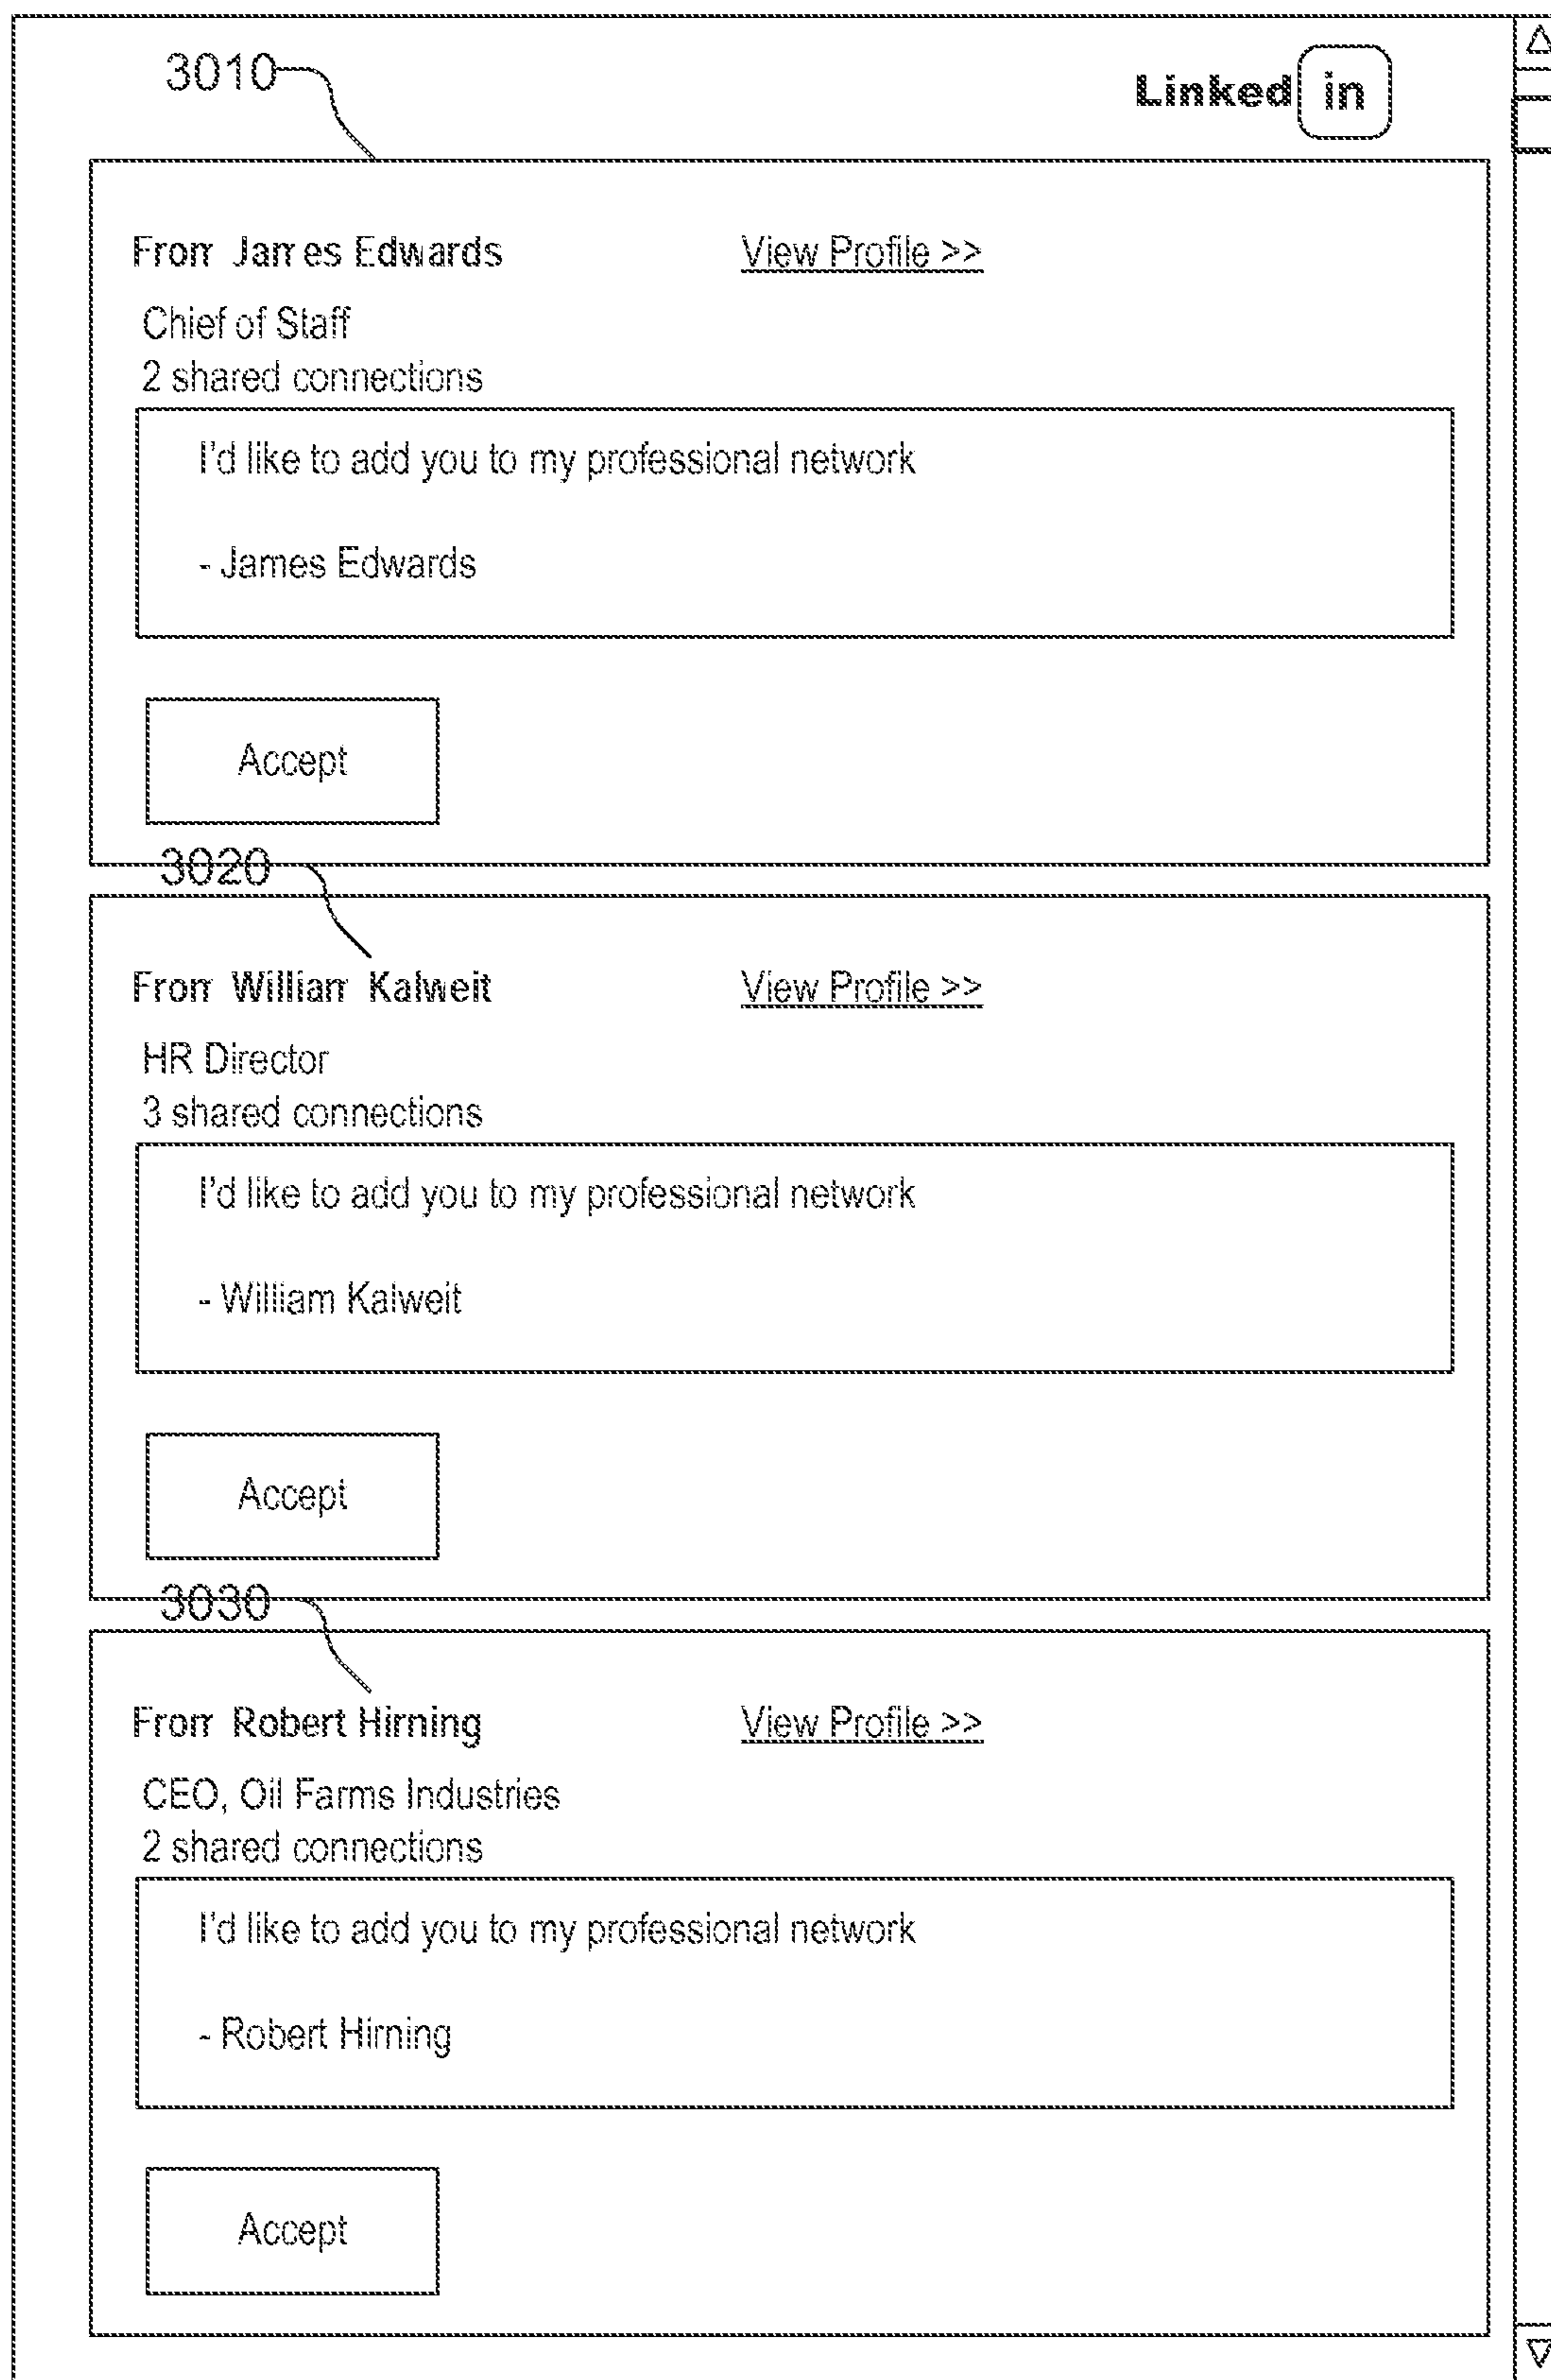 3010
Linked in
From James Edwards View Profile >>
Chief of Staff
2 shared connections
I'd like to add you to my professional network
- James Edwards
Accept
3020
From William Kalweit View Profile >>
HR Director
3 shared connections
I'd like to add you to my professional network
- William Kalweit
Accept
3030
From Robert Hirning View Profile >>
CEO, Oil Farms Industries
2 shared connections
I'd like to add you to my professional network
- Robert Hirning
Accept